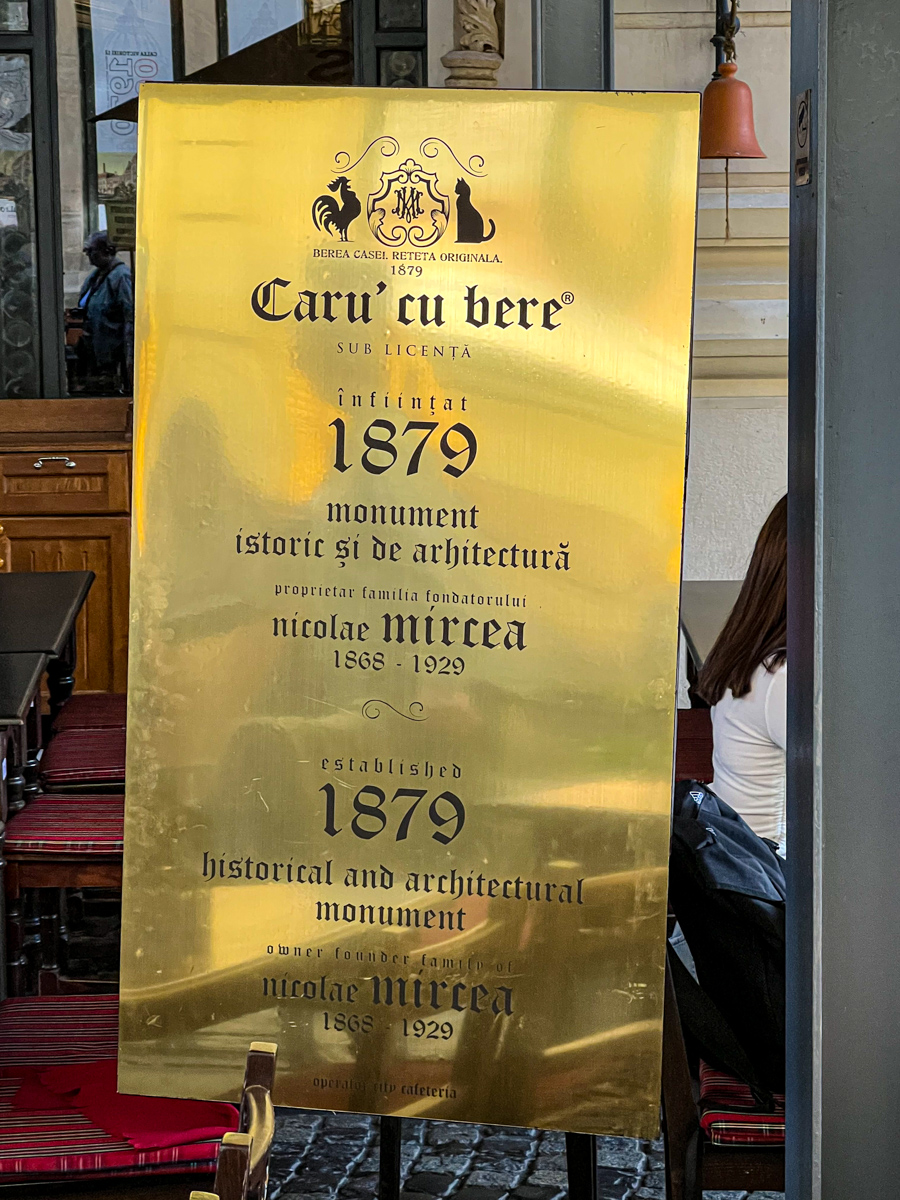 BEREA CASEI. RETETA ORIGINALA.
1879
Caru' cu bere®
SUB LICENȚĂ
înființat
1879
monument
istoric și de arhitectură
proprietar familia fondatorului
nicolae mircea
1868 - 1929
established
1879
historical and architectural
monument
owner founder family of
nicolae mircea
1868 - 1929
operator city cafeteria